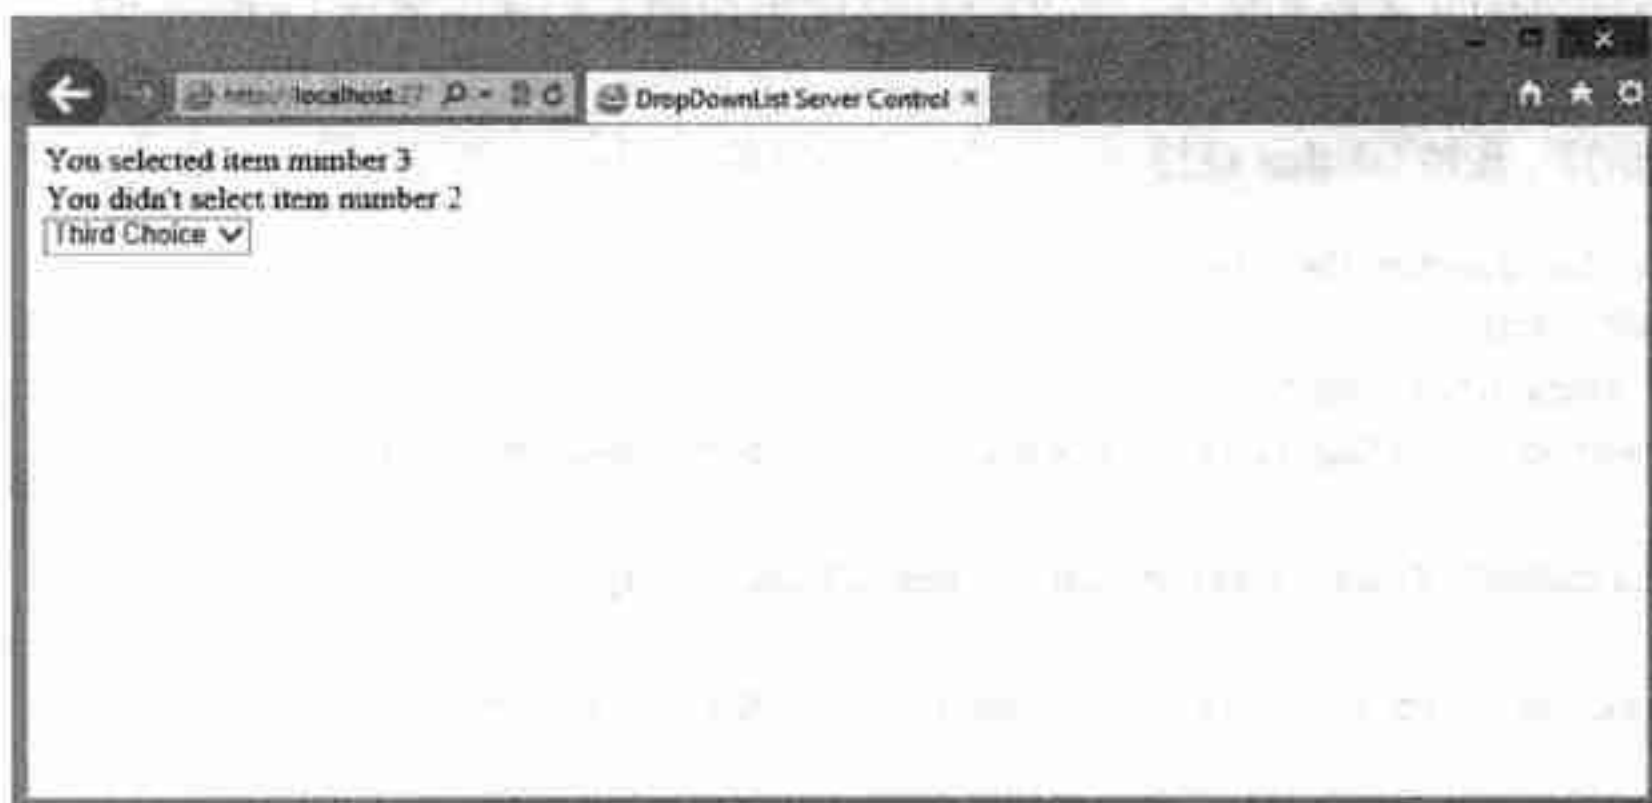 localhost:
DropDownList Server Control
You selected item number 3
You didn't select item number 2
Third Choice